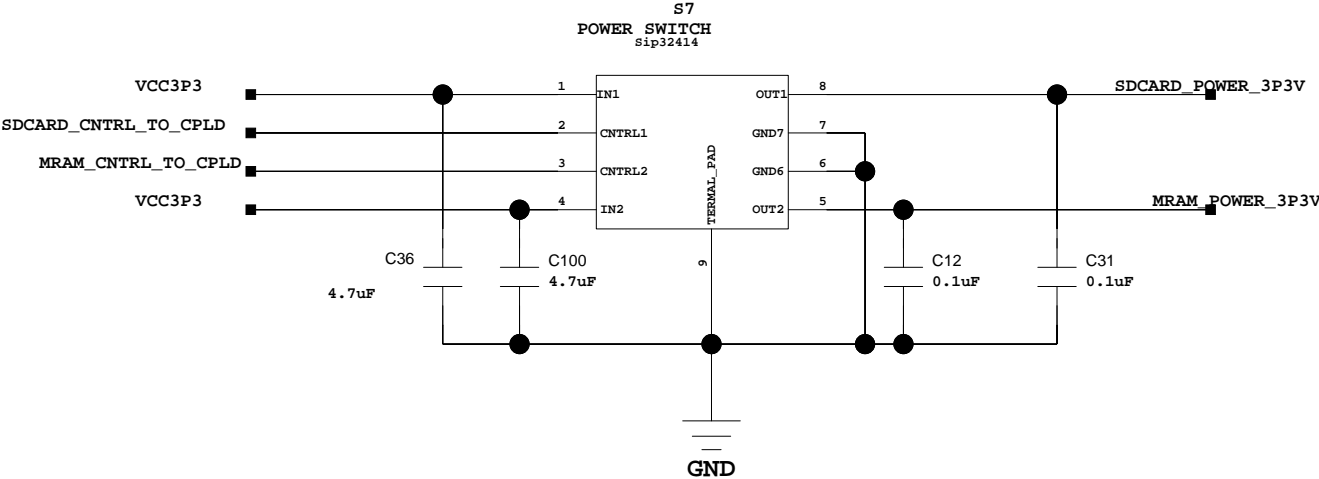 S7
POWER SWITCH
Sip32414
VCC3P3 1 IN1 OUT1 8 SDCARD_POWER_3P3V
SDCARD_CNTRL_TO_CPLD 2 CNTRL1 GND7 7
MRAM_CNTRL_TO_CPLD 3 CNTRL2 GND6 6
VCC3P3 4 IN2 OUT2 5 MRAM_POWER_3P3V
TERMAL_PAD
9
C36 C100 C12 C31
4.7uF 4.7uF 0.1uF 0.1uF
GND